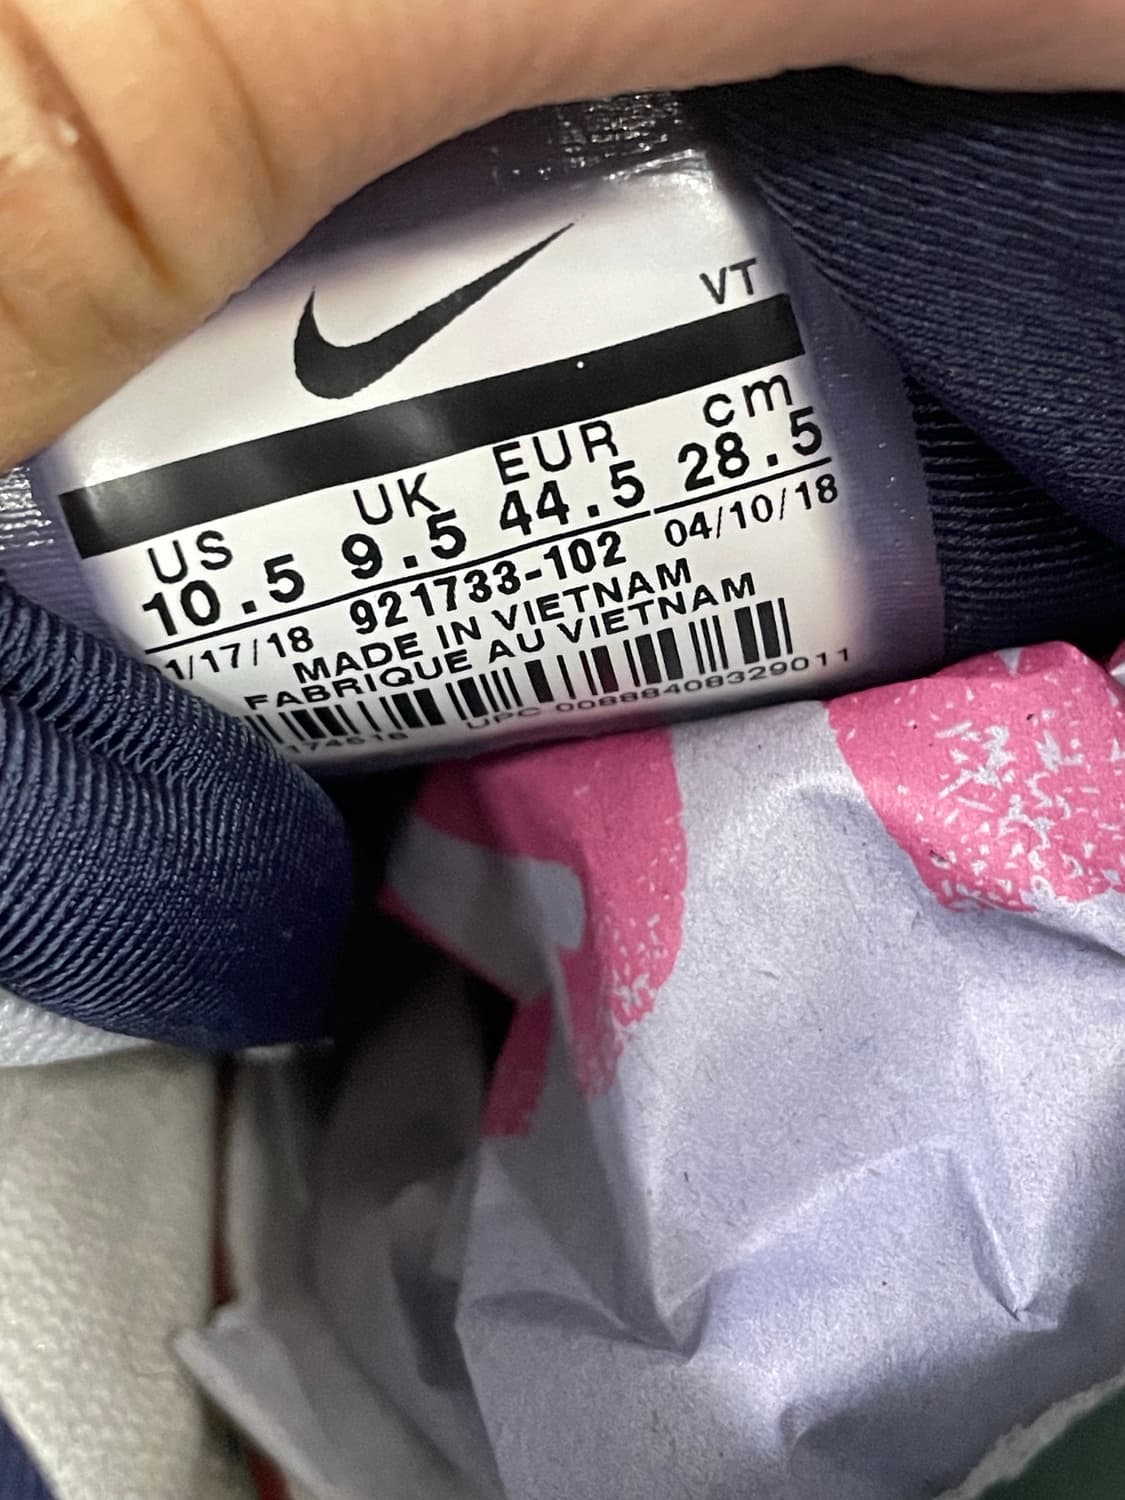 VT
US UK EUR cm
10.5 9.5 44.5 28.5
1/17/18 921733-102 04/10/18
MADE IN VIETNAM
FABRIQUE AU VIETNAM
UPC 00888408329011